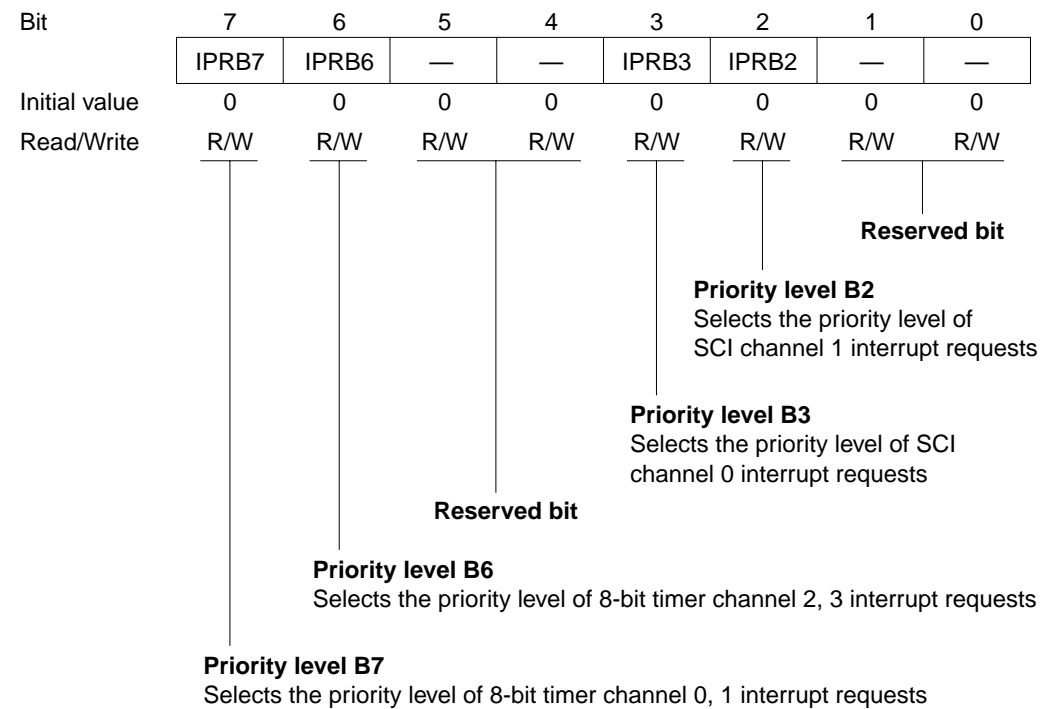 Bit 7 6 5 4 3 2 1 0
IPRB7 IPRB6 — — IPRB3 IPRB2 — —
Initial value 0 0 0 0 0 0 0 0
Read/Write R/W R/W R/W R/W R/W R/W R/W R/W
Reserved bit
Priority level B2
Selects the priority level of
SCI channel 1 interrupt requests
Priority level B3
Selects the priority level of SCI
channel 0 interrupt requests
Reserved bit
Priority level B6
Selects the priority level of 8-bit timer channel 2, 3 interrupt requests
Priority level B7
Selects the priority level of 8-bit timer channel 0, 1 interrupt requests